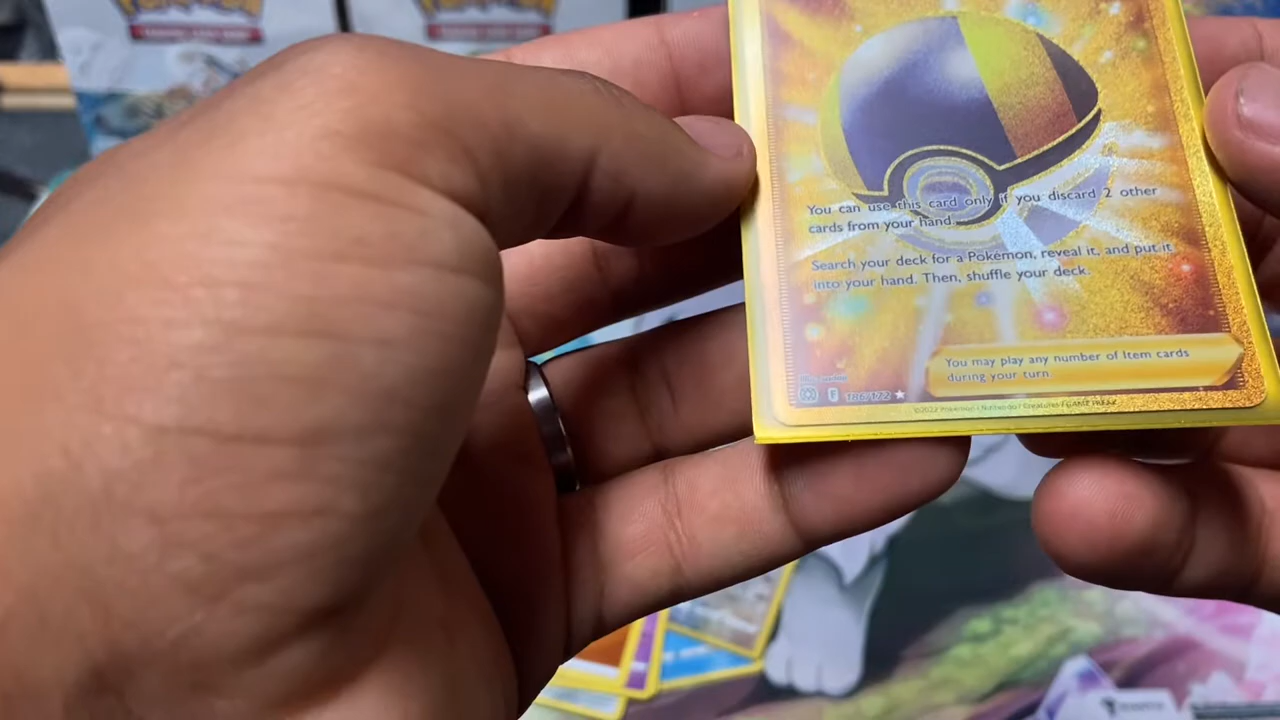 You can use this card only if you discard 2 other
cards from your hand.
Search your deck for a Pokémon, reveal it, and put it
into your hand. Then, shuffle your deck.
You may play any number of Item cards
during your turn.
F 186/172
©2022 Pokémon / Nintendo / Creatures / GAME FREAK